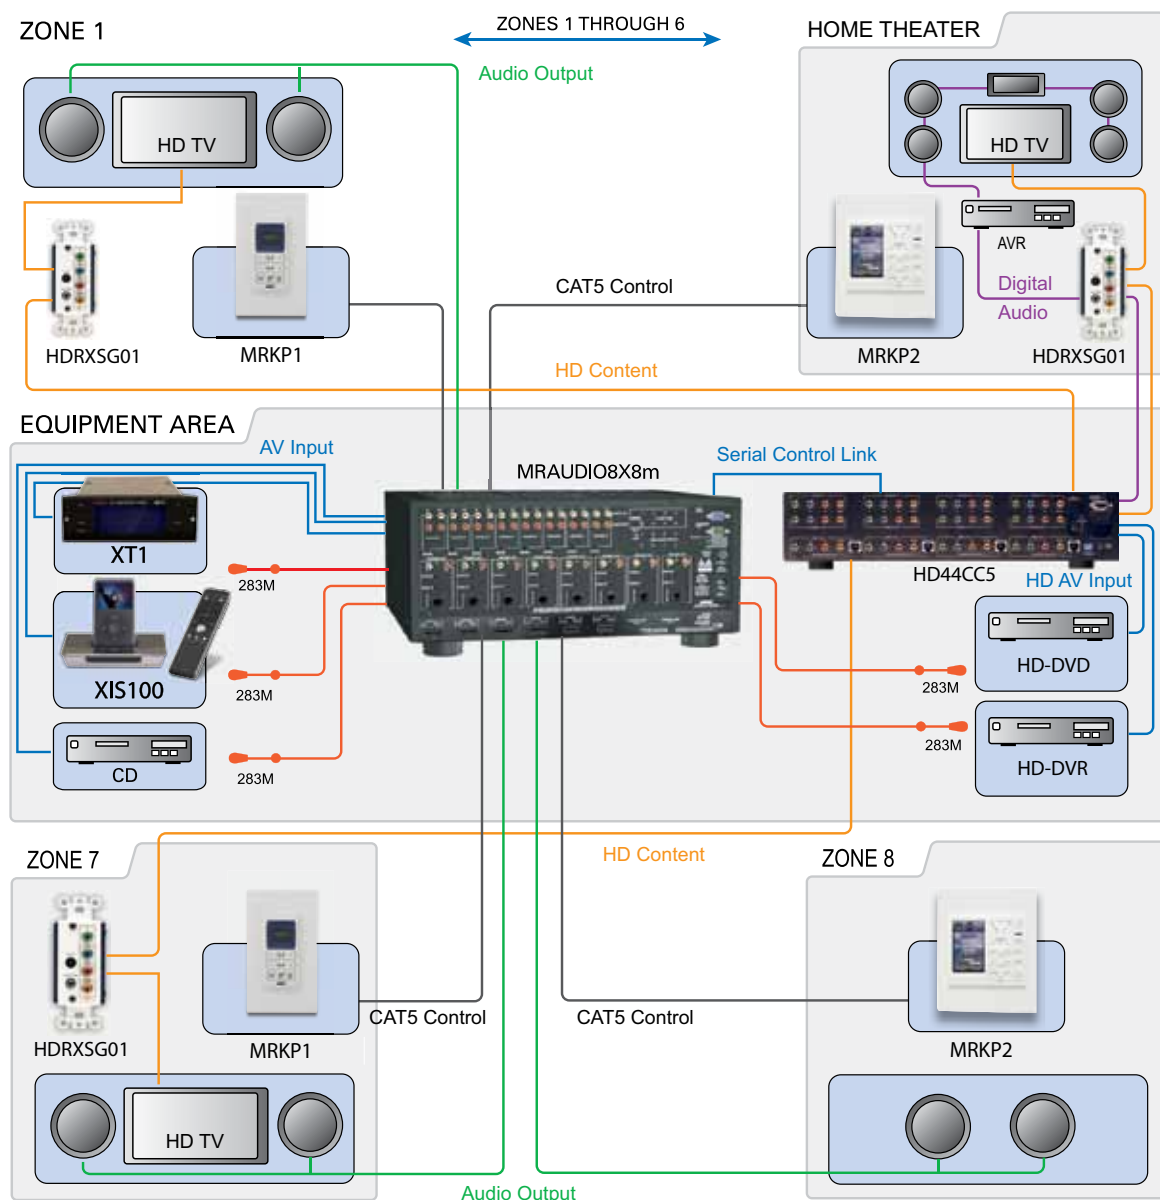 ZONE 1
ZONES 1 THROUGH 6
HOME THEATER
Audio Output
HD TV
HD TV
AVR
Digital
Audio
CAT5 Control
HDRXSG01
MRKP1
MRKP2
HDRXSG01
HD Content
EQUIPMENT AREA
AV Input
Serial Control Link
MRAUDIO8X8m
XT1
283M
HD44CC5
HD AV Input
HD-DVD
XIS100
283M
283M
CD
283M
283M
HD-DVR
ZONE 7
HD Content
ZONE 8
CAT5 Control
CAT5 Control
HDRXSG01
MRKP1
MRKP2
HD TV
Audio Output